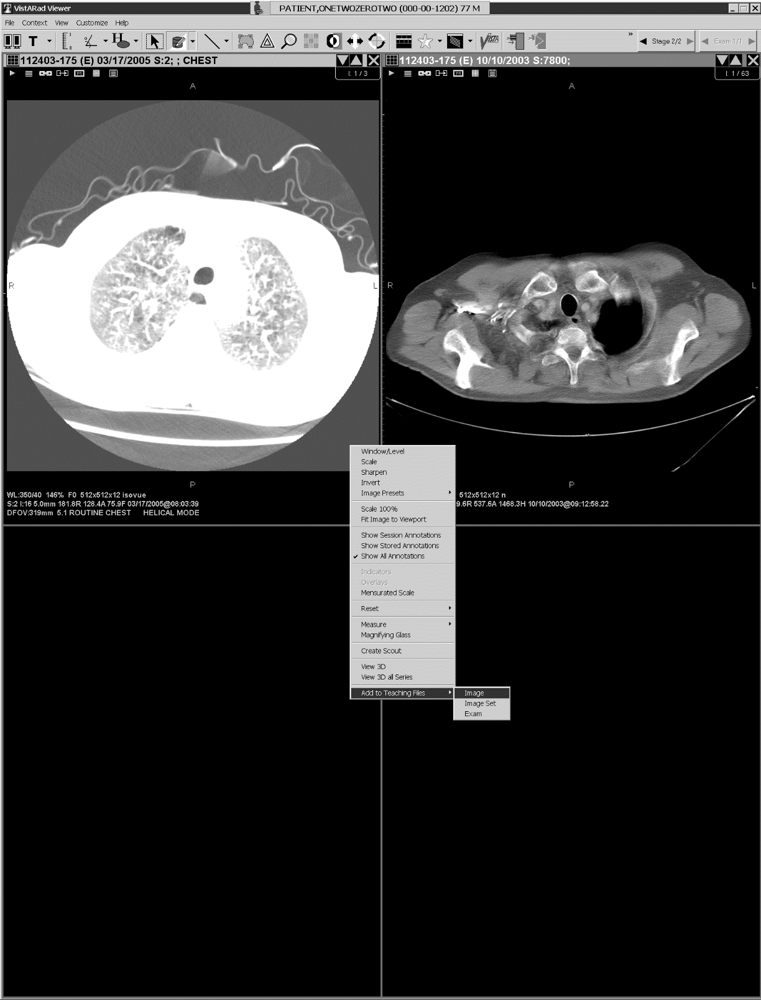 VistARad Viewer
PATIENT,ONETWOZEROTWO (000-00-1202) 77 M
File Context View Customize Help
T H VISTA » Stage 2/2 Exam 1/1
112403-175 (E) 03/17/2005 S:2; ; CHEST
I: 1 / 3
A
R
L
P
WL:350/40 146% F0 512x512x12 isovue
S:2 I:16 5.0mm 181.8R 128.4A 75.9F 03/17/2005@08:03:39
DFOV:319mm 5.1 ROUTINE CHEST HELICAL MODE
112403-175 (E) 10/10/2003 S:7800;
I: 1 / 63
A
R
L
P
512x512x12 n
9.6R 537.6A 1468.3H 10/10/2003@09:12:58.22
Window/Level
Scale
Sharpen
Invert
Image Presets
Scale 100%
Fit Image to Viewport
Show Session Annotations
Show Stored Annotations
Show All Annotations
Indicators
Overlays
Mensurated Scale
Reset
Measure
Magnifying Glass
Create Scout
View 3D
View 3D all Series
Add to Teaching Files
Image
Image Set
Exam